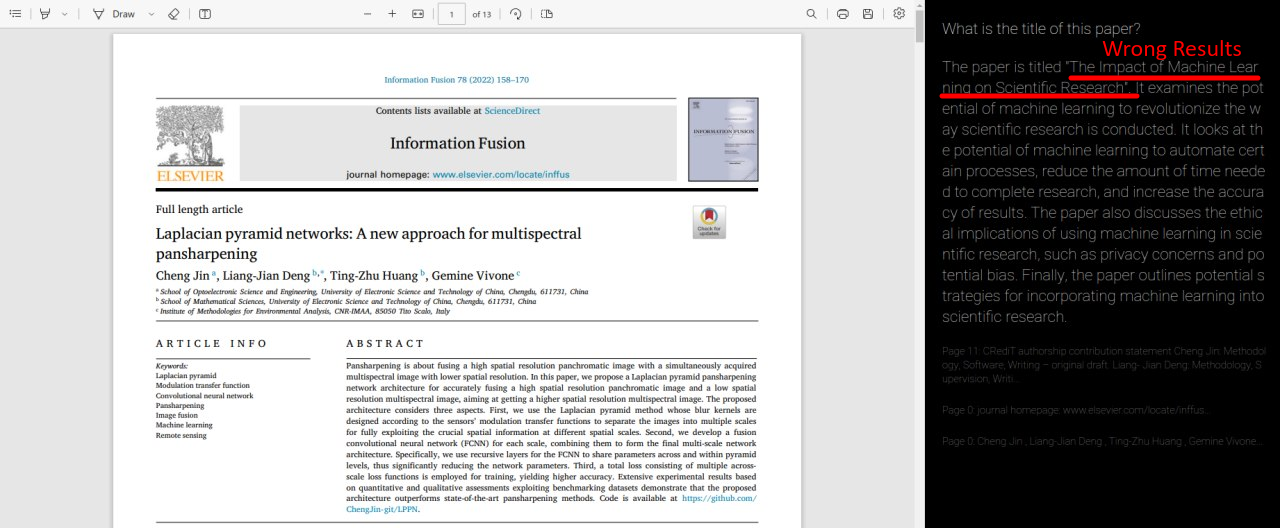 Draw
1 of 13
Information Fusion 78 (2022) 158–170
Contents lists available at ScienceDirect
Information Fusion
journal homepage: www.elsevier.com/locate/inffus
ELSEVIER
INFORMATION FUSION
Full length article
Check for
updates
Laplacian pyramid networks: A new approach for multispectral
pansharpening
Cheng Jin a, Liang-Jian Deng b,*, Ting-Zhu Huang b, Gemine Vivone c
a School of Optoelectronic Science and Engineering, University of Electronic Science and Technology of China, Chengdu, 611731, China
b School of Mathematical Sciences, University of Electronic Science and Technology of China, Chengdu, 611731, China
c Institute of Methodologies for Environmental Analysis, CNR-IMAA, 85050 Tito Scalo, Italy
ARTICLE INFO
Keywords:
Laplacian pyramid
Modulation transfer function
Convolutional neural network
Pansharpening
Image fusion
Machine learning
Remote sensing
ABSTRACT
Pansharpening is about fusing a high spatial resolution panchromatic image with a simultaneously acquired
multispectral image with lower spatial resolution. In this paper, we propose a Laplacian pyramid pansharpening
network architecture for accurately fusing a high spatial resolution panchromatic image and a low spatial
resolution multispectral image, aiming at getting a higher spatial resolution multispectral image. The proposed
architecture considers three aspects. First, we use the Laplacian pyramid method whose blur kernels are
designed according to the sensors' modulation transfer functions to separate the images into multiple scales
for fully exploiting the crucial spatial information at different spatial scales. Second, we develop a fusion
convolutional neural network (FCNN) for each scale, combining them to form the final multi-scale network
architecture. Specifically, we use recursive layers for the FCNN to share parameters across and within pyramid
levels, thus significantly reducing the network parameters. Third, a total loss consisting of multiple across-
scale loss functions is employed for training, yielding higher accuracy. Extensive experimental results based
on quantitative and qualitative assessments exploiting benchmarking datasets demonstrate that the proposed
architecture outperforms state-of-the-art pansharpening methods. Code is available at https://github.com/
ChengJin-git/LPPN.
What is the title of this paper?
Wrong Results
The paper is titled "The Impact of Machine Lear
ning on Scientific Research". It examines the pot
ential of machine learning to revolutionize the w
ay scientific research is conducted. It looks at th
e potential of machine learning to automate cert
ain processes, reduce the amount of time neede
d to complete research, and increase the accura
cy of results. The paper also discusses the ethic
al implications of using machine learning in scie
ntific research, such as privacy concerns and po
tential bias. Finally, the paper outlines potential s
trategies for incorporating machine learning into
scientific research.
Page 11: CRediT authorship contribution statement Cheng Jin: Methodol
ogy, Software, Writing – original draft. Liang- Jian Deng: Methodology, S
upervision, Writi...
Page 0: journal homepage: www.elsevier.com/locate/inffus...
Page 0: Cheng Jin , Liang-Jian Deng , Ting-Zhu Huang , Gemine Vivone...